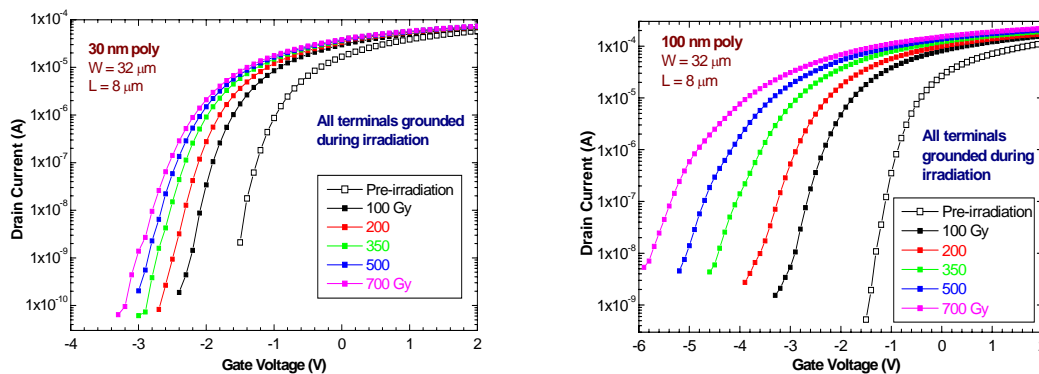 1x10⁻⁴
1x10⁻⁵
1x10⁻⁶
1x10⁻⁷
1x10⁻⁸
1x10⁻⁹
1x10⁻¹⁰
Drain Current (A)
30 nm poly
W = 32 μm
L = 8 μm
All terminals grounded
during irradiation
Pre-irradiation
100 Gy
200
350
500
700 Gy
-4 -3 -2 -1 0 1 2
Gate Voltage (V)
1x10⁻⁴
1x10⁻⁵
1x10⁻⁶
1x10⁻⁷
1x10⁻⁸
1x10⁻⁹
Drain Current (A)
100 nm poly
W = 32 μm
L = 8 μm
All terminals
grounded during
irradiation
Pre-irradiation
100 Gy
200
350
500
700 Gy
-6 -5 -4 -3 -2 -1 0 1 2
Gate Voltage (V)